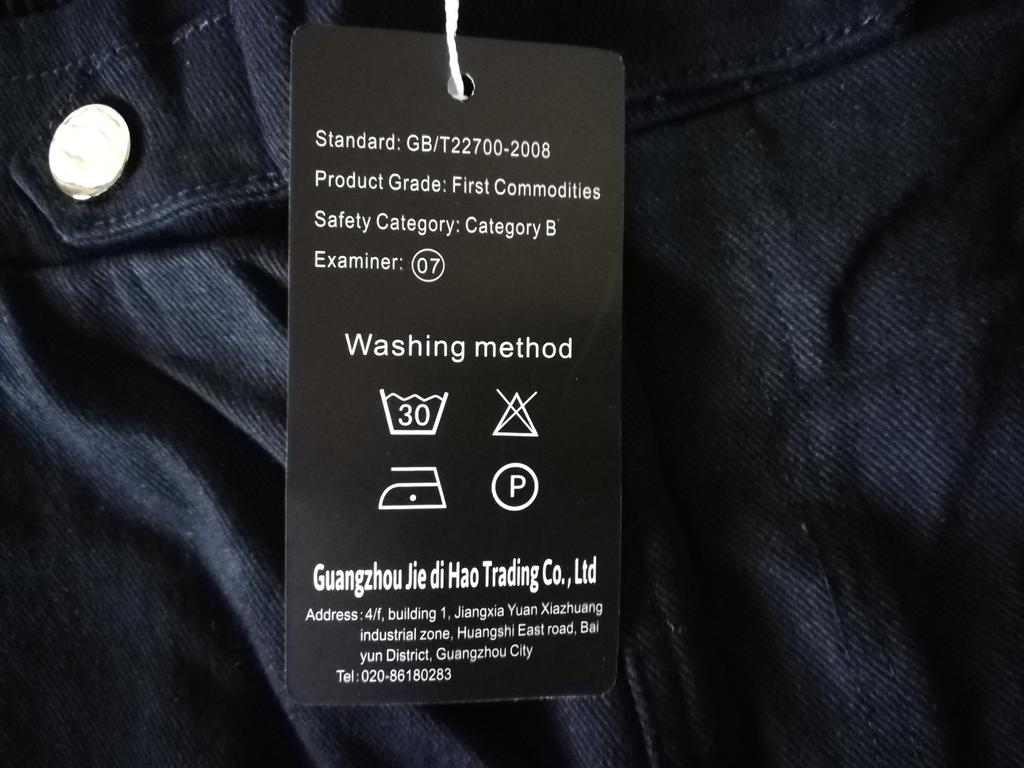 Standard: GB/T22700-2008
Product Grade: First Commodities
Safety Category: Category B
Examiner: 07
Washing method
30
P
Guangzhou Jie di Hao Trading Co., Ltd
Address: 4/f, building 1, Jiangxia Yuan Xiazhuang
industrial zone, Huangshi East road, Bai
yun District, Guangzhou City
Tel: 020-86180283